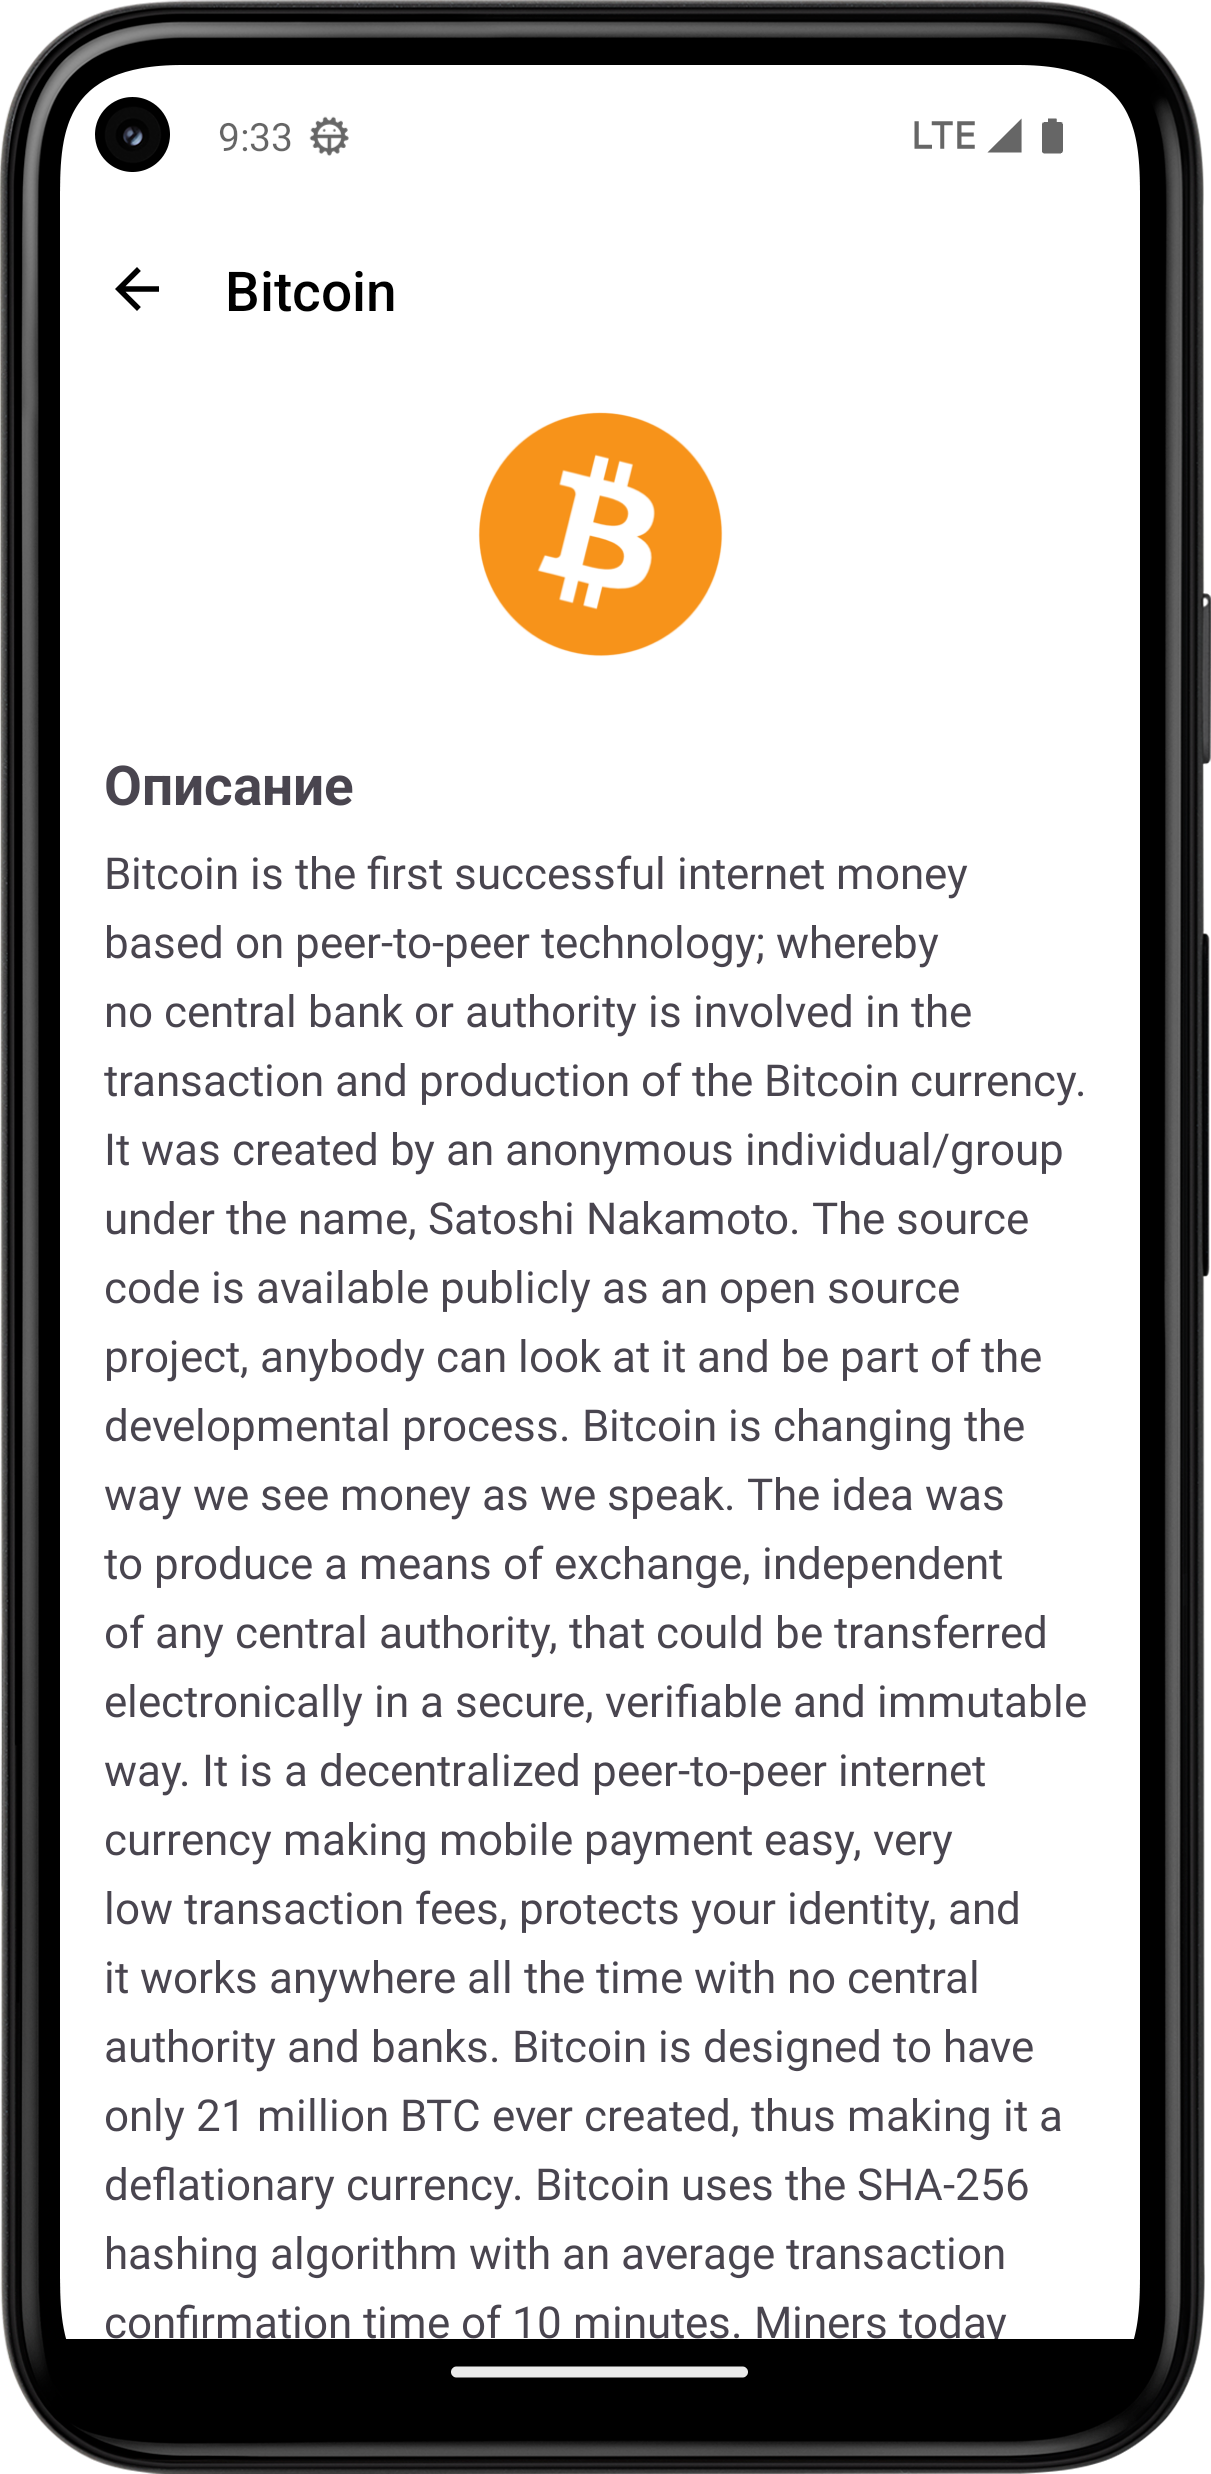 9:33
LTE
Bitcoin
Описание
Bitcoin is the first successful internet money
based on peer-to-peer technology; whereby
no central bank or authority is involved in the
transaction and production of the Bitcoin currency.
It was created by an anonymous individual/group
under the name, Satoshi Nakamoto. The source
code is available publicly as an open source
project, anybody can look at it and be part of the
developmental process. Bitcoin is changing the
way we see money as we speak. The idea was
to produce a means of exchange, independent
of any central authority, that could be transferred
electronically in a secure, verifiable and immutable
way. It is a decentralized peer-to-peer internet
currency making mobile payment easy, very
low transaction fees, protects your identity, and
it works anywhere all the time with no central
authority and banks. Bitcoin is designed to have
only 21 million BTC ever created, thus making it a
deflationary currency. Bitcoin uses the SHA-256
hashing algorithm with an average transaction
confirmation time of 10 minutes. Miners today